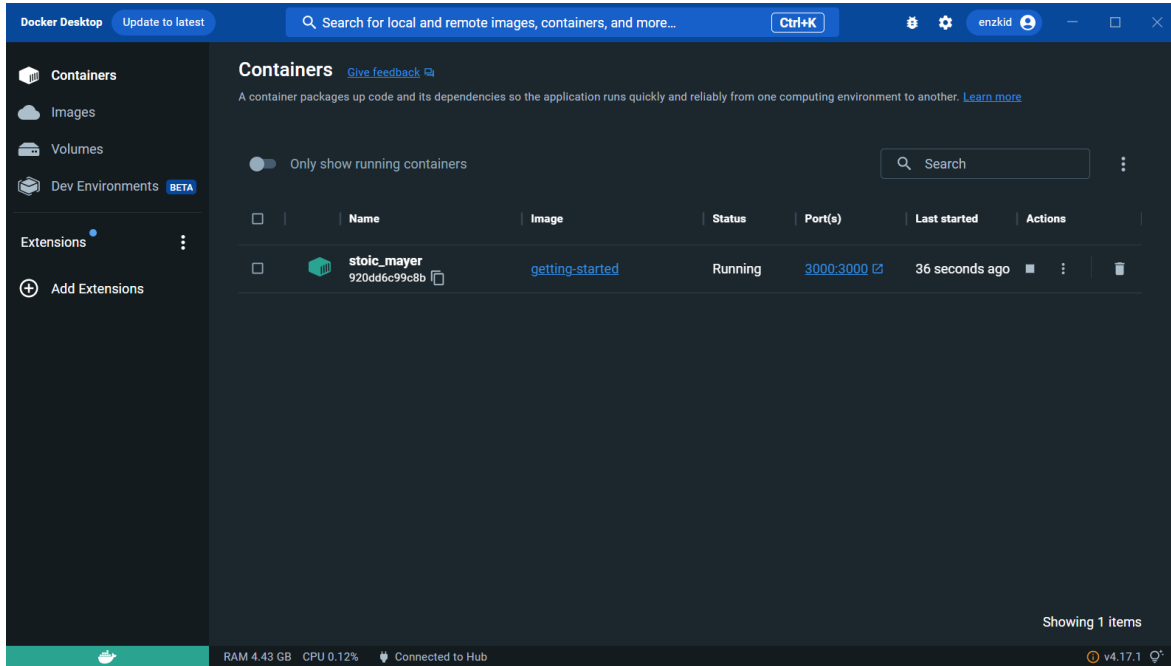 Docker Desktop Update to latest Search for local and remote images, containers, and more... Ctrl+K enzkid
Containers
Images
Volumes
Dev Environments BETA
Extensions
Add Extensions
Containers Give feedback
A container packages up code and its dependencies so the application runs quickly and reliably from one computing environment to another. Learn more
Only show running containers Search
Name Image Status Port(s) Last started Actions
stoic_mayer
920dd6c99c8b
getting-started Running 3000:3000 36 seconds ago
Showing 1 items
RAM 4.43 GB CPU 0.12% Connected to Hub v4.17.1